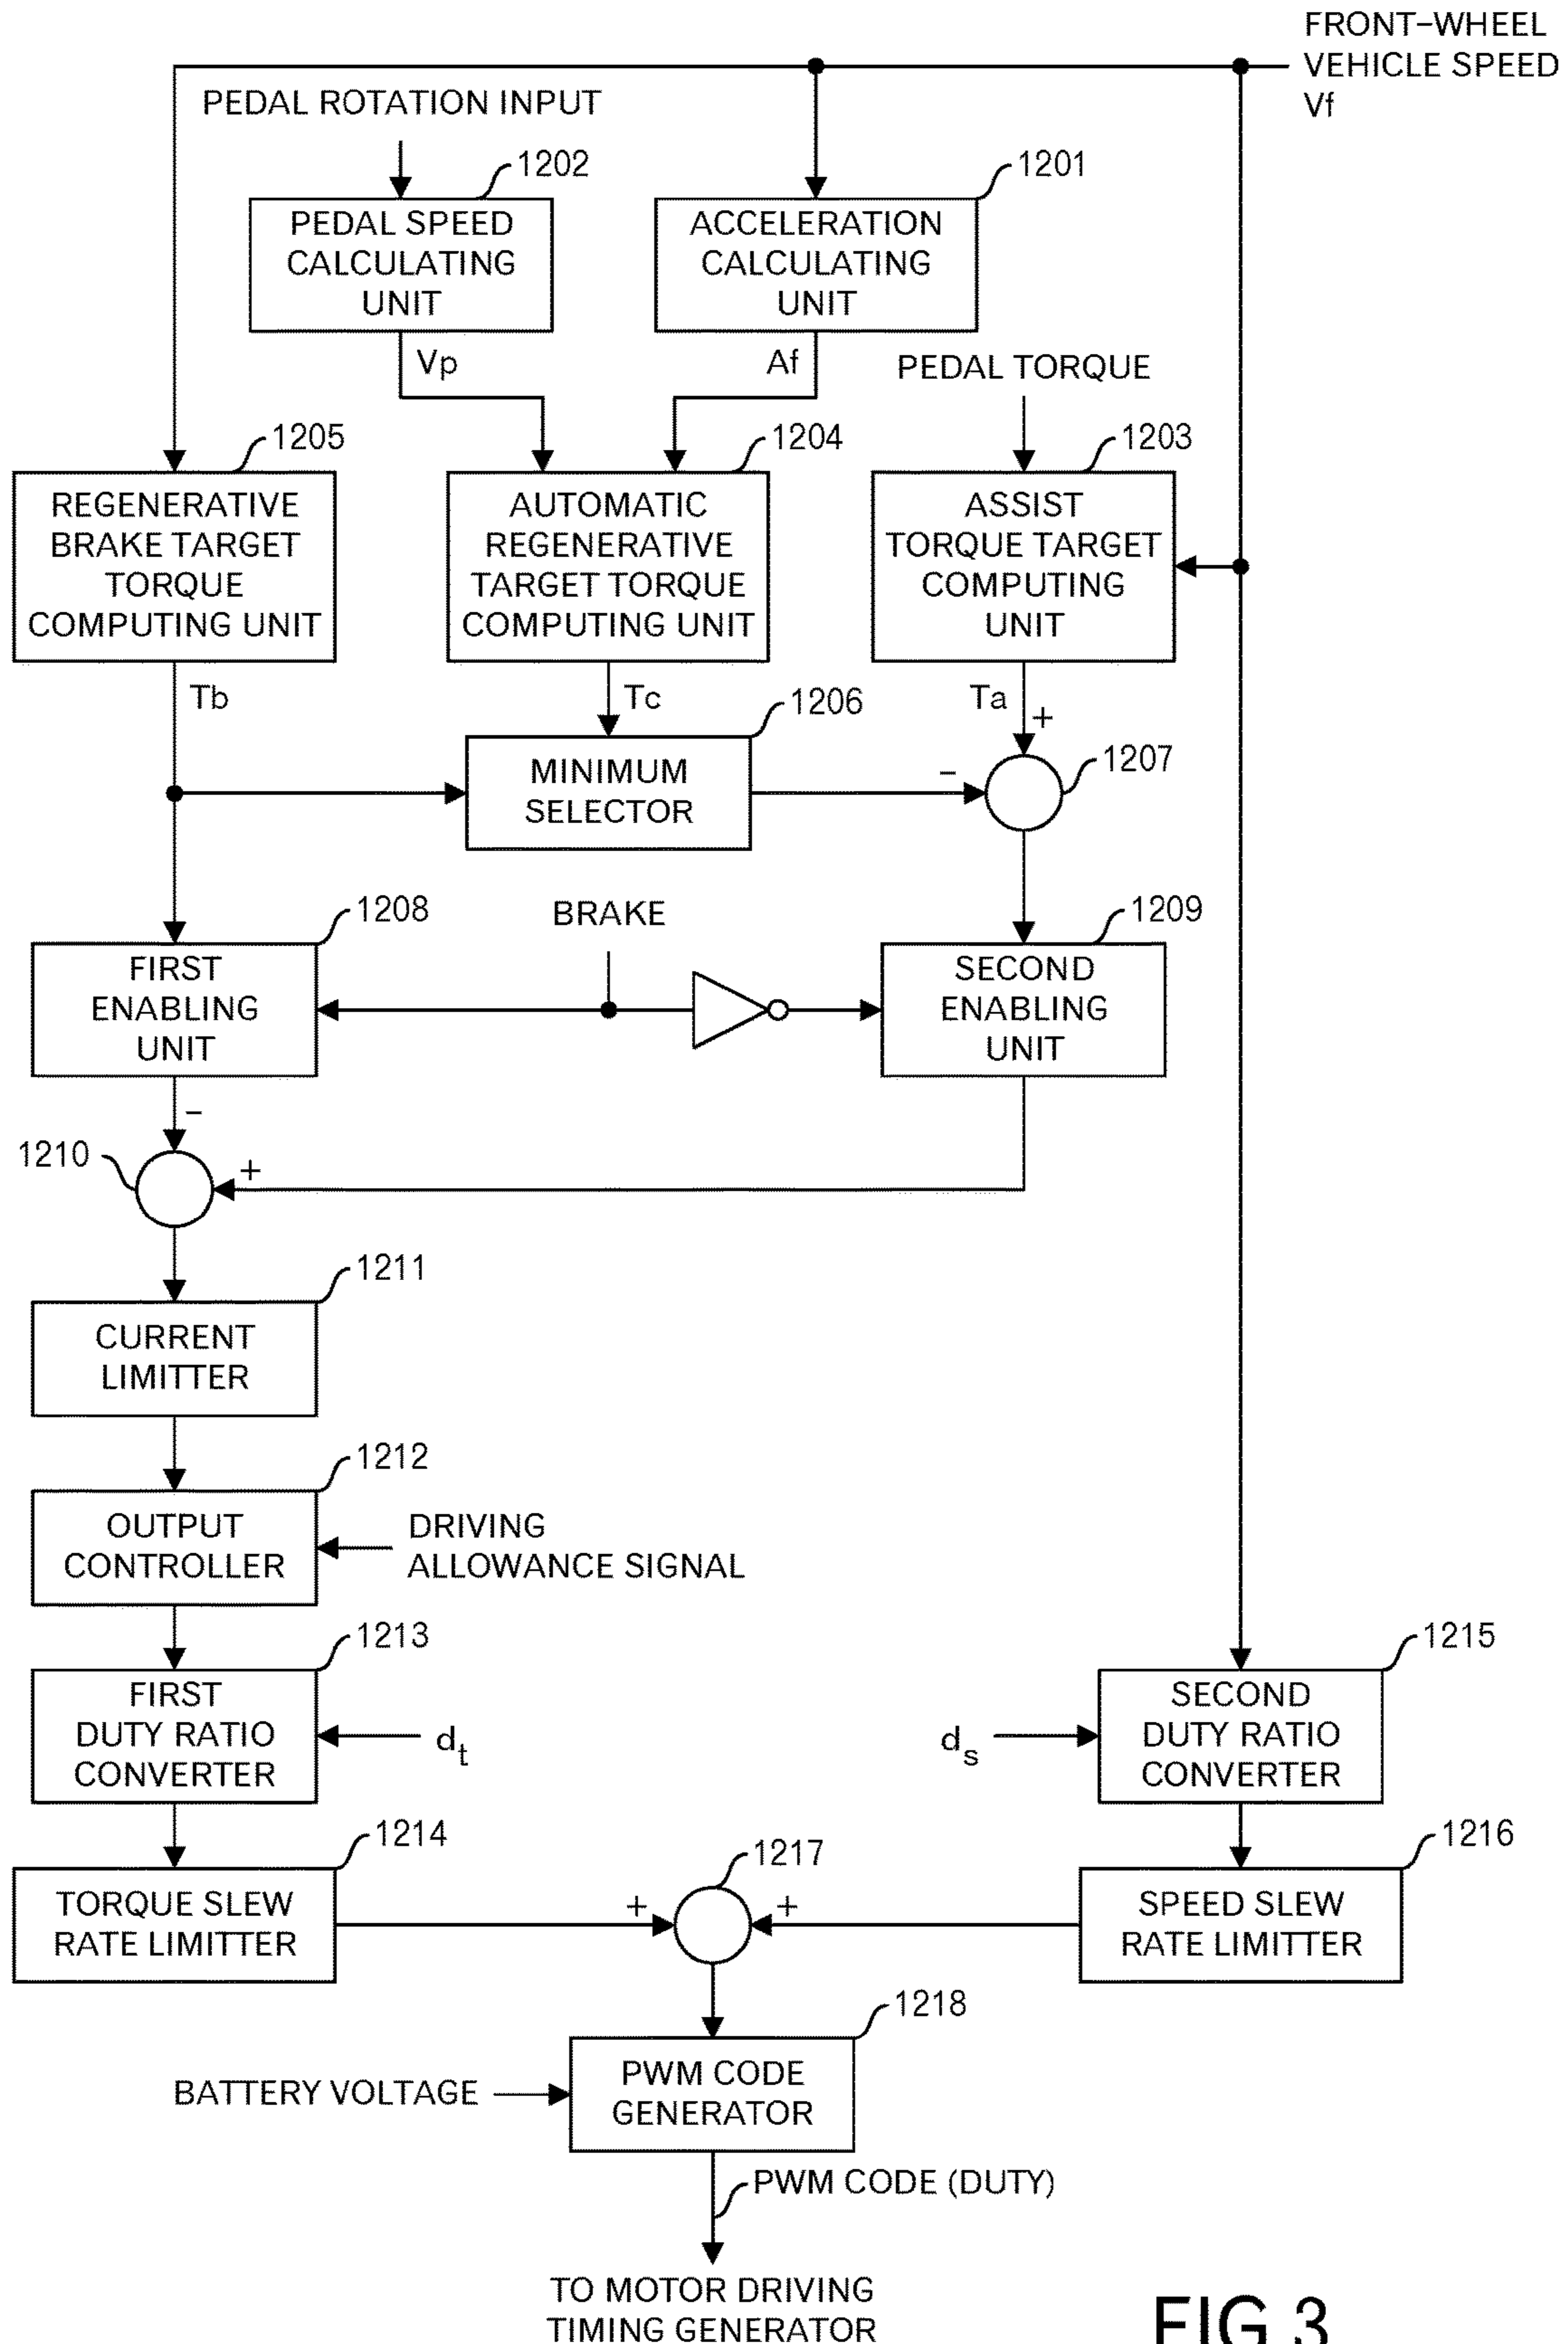 FRONT-WHEEL
VEHICLE SPEED
Vf
PEDAL ROTATION INPUT
1202
1201
PEDAL SPEED
CALCULATING
UNIT
ACCELERATION
CALCULATING
UNIT
Vp
Af
PEDAL TORQUE
1205
1204
1203
REGENERATIVE
BRAKE TARGET
TORQUE
COMPUTING UNIT
AUTOMATIC
REGENERATIVE
TARGET TORQUE
COMPUTING UNIT
ASSIST
TORQUE TARGET
COMPUTING
UNIT
Tb
Tc
1206
Ta
+
MINIMUM
SELECTOR
-
1207
1208
BRAKE
1209
FIRST
ENABLING
UNIT
SECOND
ENABLING
UNIT
-
1210
+
1211
CURRENT
LIMITTER
1212
OUTPUT
CONTROLLER
DRIVING
ALLOWANCE SIGNAL
1213
1215
FIRST
DUTY RATIO
CONVERTER
dt
ds
SECOND
DUTY RATIO
CONVERTER
1214
1217
1216
TORQUE SLEW
RATE LIMITTER
+
+
SPEED SLEW
RATE LIMITTER
1218
BATTERY VOLTAGE
PWM CODE
GENERATOR
PWM CODE (DUTY)
TO MOTOR DRIVING
TIMING GENERATOR
FIG.3